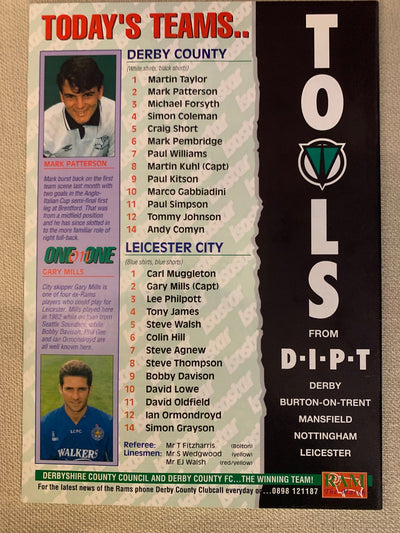 TODAY'S TEAMS..
DERBY COUNTY
(White shirts, black shorts)
1 Martin Taylor
2 Mark Patterson
3 Michael Forsyth
4 Simon Coleman
5 Craig Short
6 Mark Pembridge
7 Paul Williams
8 Martin Kuhl (Capt)
9 Paul Kitson
10 Marco Gabbiadini
11 Paul Simpson
12 Tommy Johnson
14 Andy Comyn
MARK PATTERSON
Mark burst back on the first
team scene last month with
two goals in the Anglo-
Italian Cup semi-final first
leg at Brentford. That was
from a midfield position and
he has since slotted in
to the more familiar role of
right full-back.
ONE on ONE
GARY MILLS
City skipper Gary Mills is
one of four ex-Rams
players who could play for
Leicester. Mills played here
in 1982 while on loan from
Seattle Sounders, while
Bobby Davison, Phil Gee
and Ian Ormondroyd are
all well known here.
LEICESTER CITY
(Blue shirts, blue shorts)
1 Carl Muggleton
2 Gary Mills (Capt)
3 Lee Philpott
4 Tony James
5 Steve Walsh
6 Colin Hill
7 Steve Agnew
8 Steve Thompson
9 Bobby Davison
10 David Lowe
11 David Oldfield
12 Ian Ormondroyd
14 Simon Grayson
Referee: Mr T Fitzharris (Bolton)
Linesmen: Mr S Wedgwood (yellow)
Mr EJ Walsh (red/yellow)
L.C.F.C.
WALKERS
TOOLS
FROM
D·I·P·T
DERBY
BURTON-ON-TRENT
MANSFIELD
NOTTINGHAM
LEICESTER
DERBYSHIRE COUNTY COUNCIL AND DERBY COUNTY FC...THE WINNING TEAM!
For the latest news of the Rams phone Derby County Clubcall everyday on...0898 121187
RAM